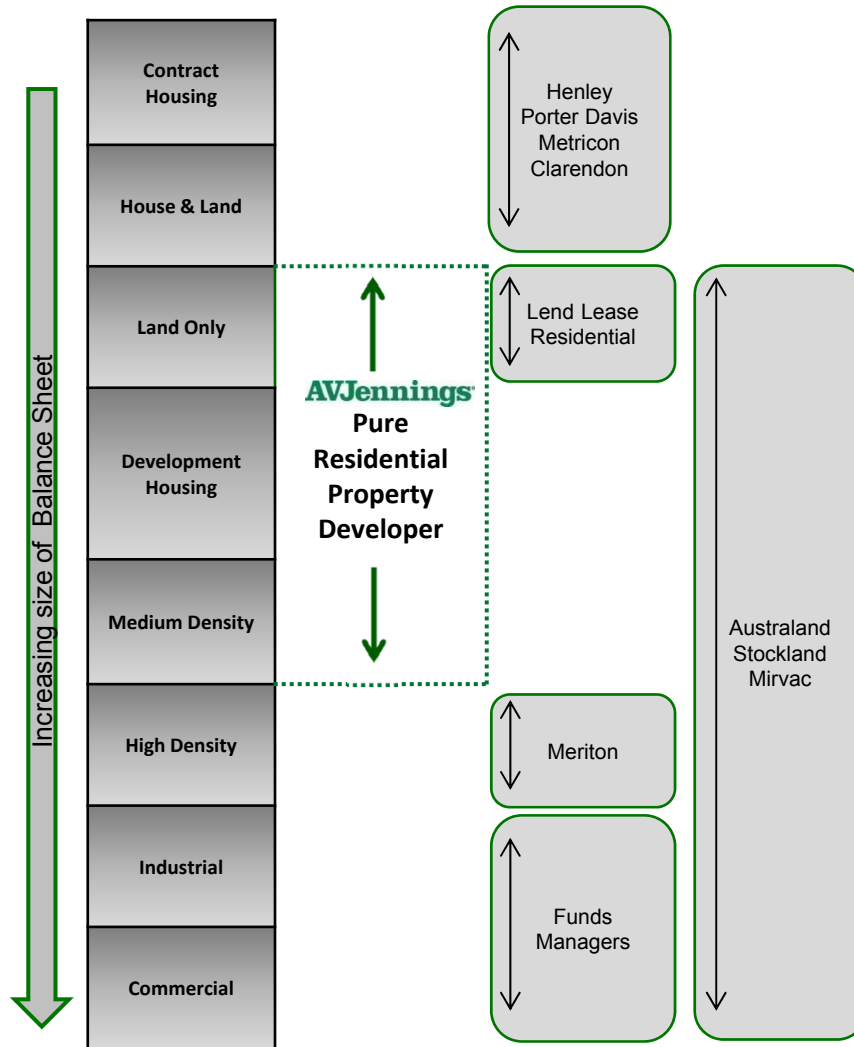 Increasing size of Balance Sheet
Contract
Housing
House & Land
Land Only
Development
Housing
Medium Density
High Density
Industrial
Commercial
AVJennings
Pure
Residential
Property
Developer
Henley
Porter Davis
Metricon
Clarendon
Lend Lease
Residential
Meriton
Funds
Managers
Australand
Stockland
Mirvac